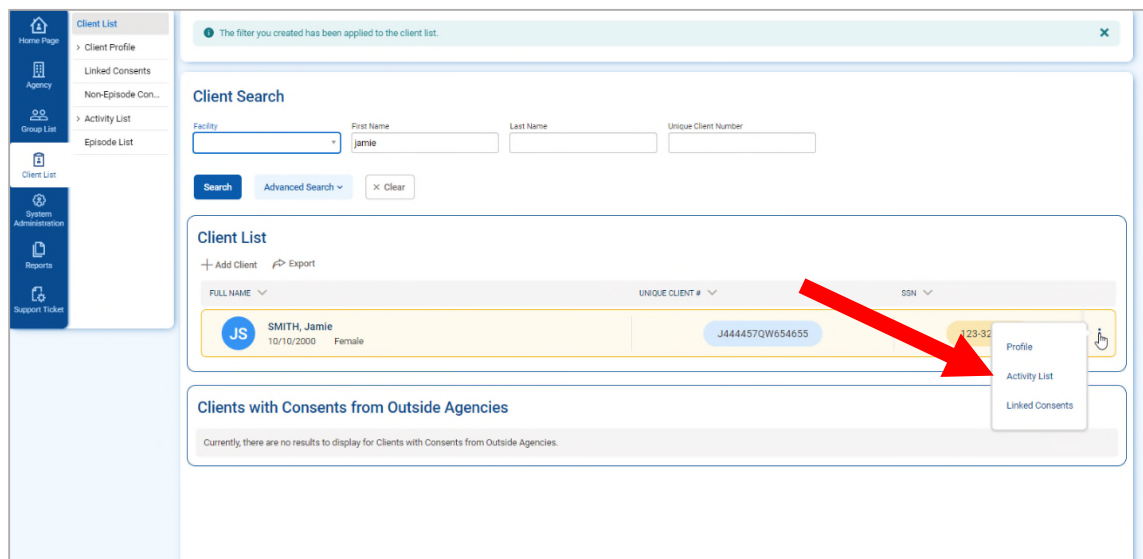 Home Page
Agency
Group List
Client List
System
Administration
Reports
Support Ticket
Client List
> Client Profile
Linked Consents
Non-Episode Con...
> Activity List
Episode List
The filter you created has been applied to the client list.
Client Search
Facility First Name Last Name Unique Client Number
jamie
Search Advanced Search × Clear
Client List
+ Add Client Export
FULL NAME UNIQUE CLIENT # SSN
JS SMITH, Jamie J444457QW654655 123-32
10/10/2000 Female
Profile
Activity List
Linked Consents
Clients with Consents from Outside Agencies
Currently, there are no results to display for Clients with Consents from Outside Agencies.